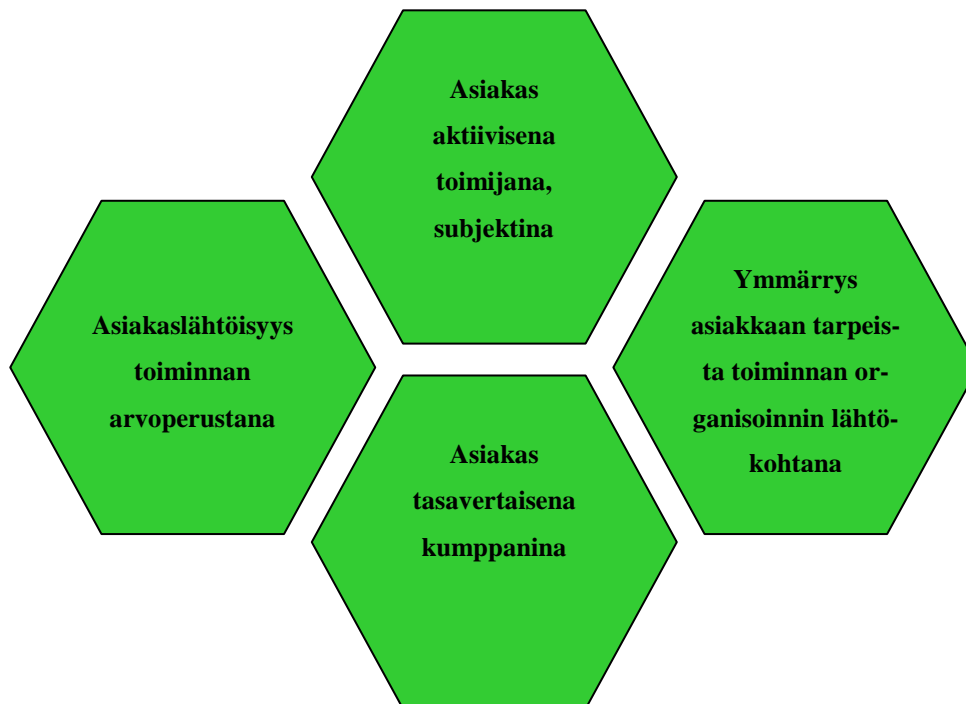 Asiakas
aktiivisena
toimijana,
subjektina
Asiakaslähtöisyys
toiminnan
arvoperustana
Ymmärrys
asiakkaan tarpeis-
ta toiminnan or-
ganisoinnin lähtö-
kohtana
Asiakas
tasavertaisena
kumppanina